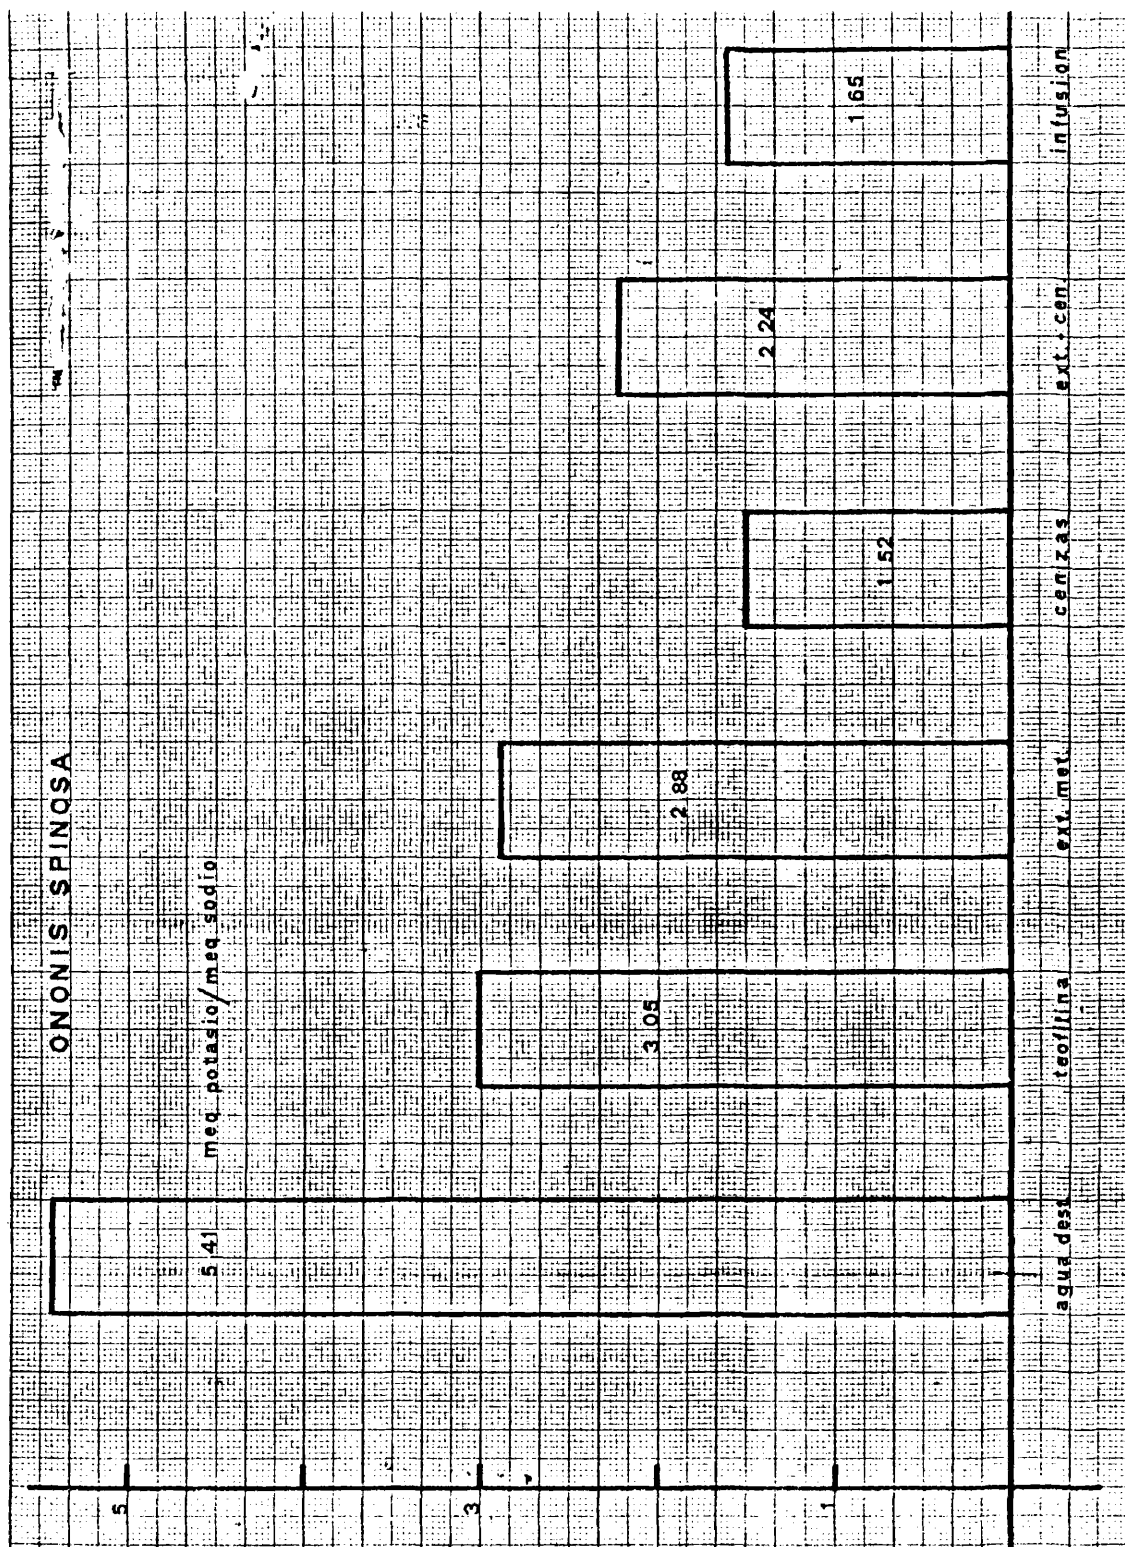 ONONIS SPINOSA
meq potasio/meq sodio
5
3
1
5.41
3.05
2.88
1.52
2.24
1.65
agua dest.
teofilina
ext. met.
cenizas
ext.+cen.
infusion